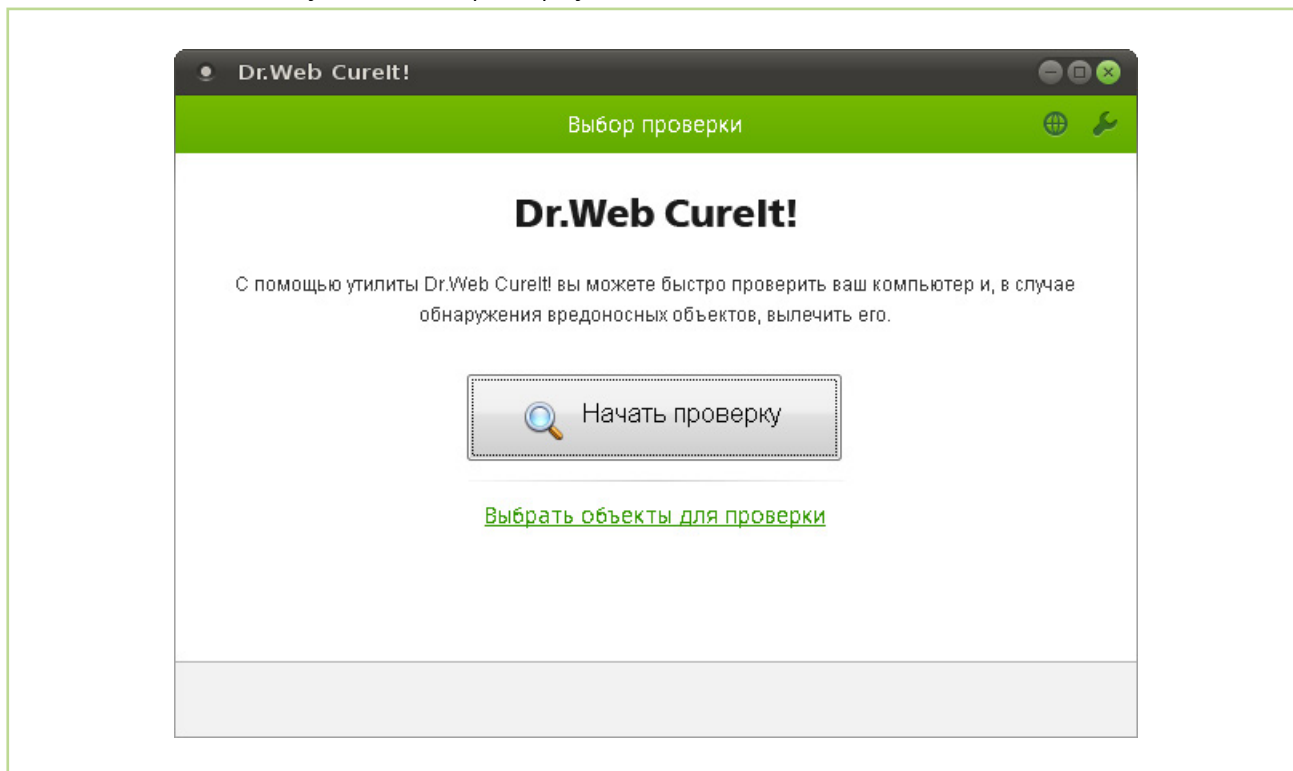 Dr.Web CureIt!
Выбор проверки
Dr.Web CureIt!
С помощью утилиты Dr.Web CureIt! вы можете быстро проверить ваш компьютер и, в случае
обнаружения вредоносных объектов, вылечить его.
Начать проверку
Выбрать объекты для проверки